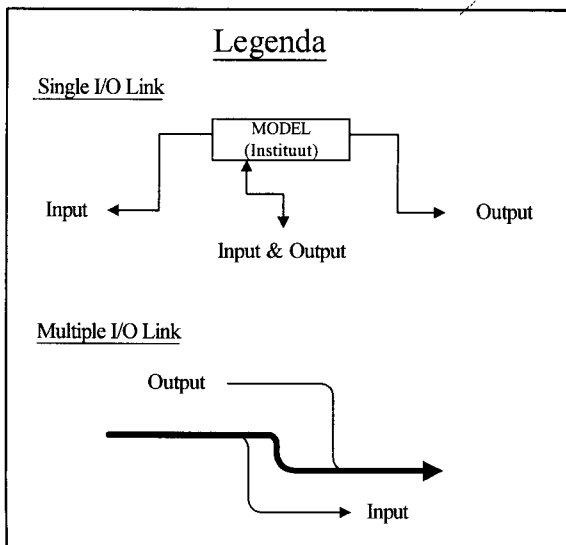 Legenda
Single I/O Link
MODEL
(Instituut)
Input
Output
Input & Output
Multiple I/O Link
Output
Input